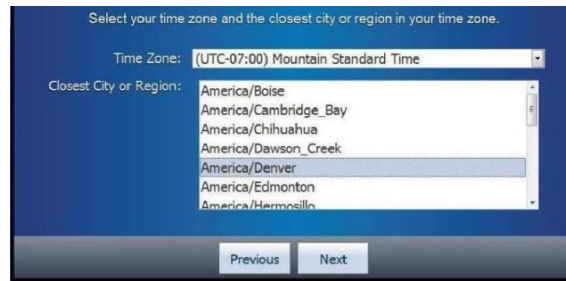 Select your time zone and the closest city or region in your time zone.
Time Zone: (UTC-07:00) Mountain Standard Time
Closest City or Region:
America/Boise
America/Cambridge_Bay
America/Chihuahua
America/Dawson_Creek
America/Denver
America/Edmonton
America/Hermosillo
Previous Next